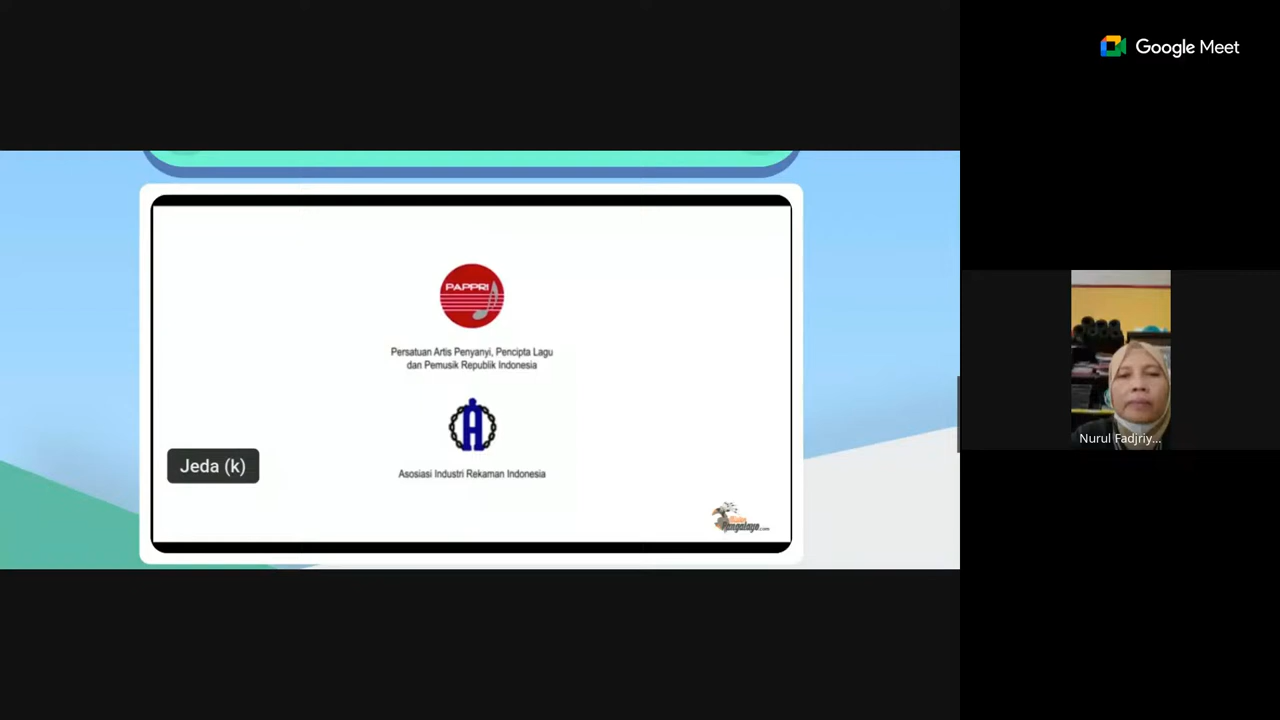 Google Meet
PAPPRI
Persatuan Artis Penyanyi, Pencipta Lagu
dan Pemusik Republik Indonesia
Asosiasi Industri Rekaman Indonesia
Jeda (k)
Nurul Fadjriy...